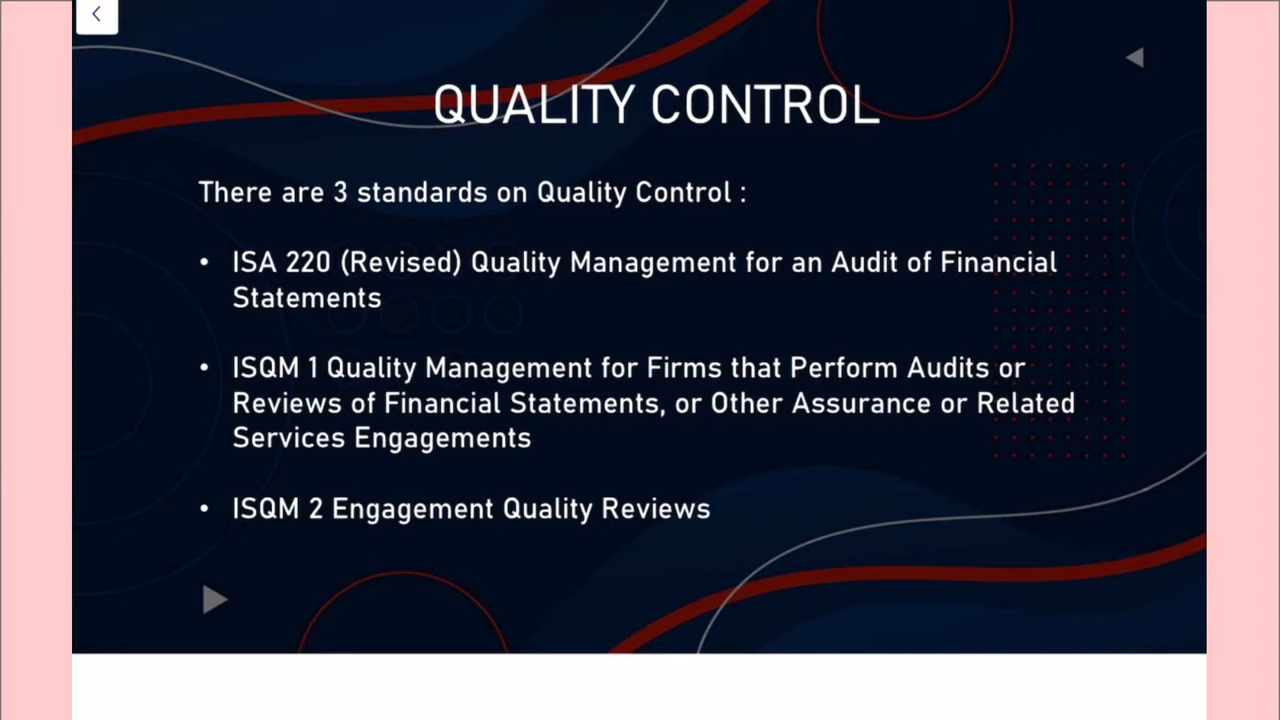 QUALITY CONTROL
There are 3 standards on Quality Control :
• ISA 220 (Revised) Quality Management for an Audit of Financial
Statements
• ISQM 1 Quality Management for Firms that Perform Audits or
Reviews of Financial Statements, or Other Assurance or Related
Services Engagements
• ISQM 2 Engagement Quality Reviews